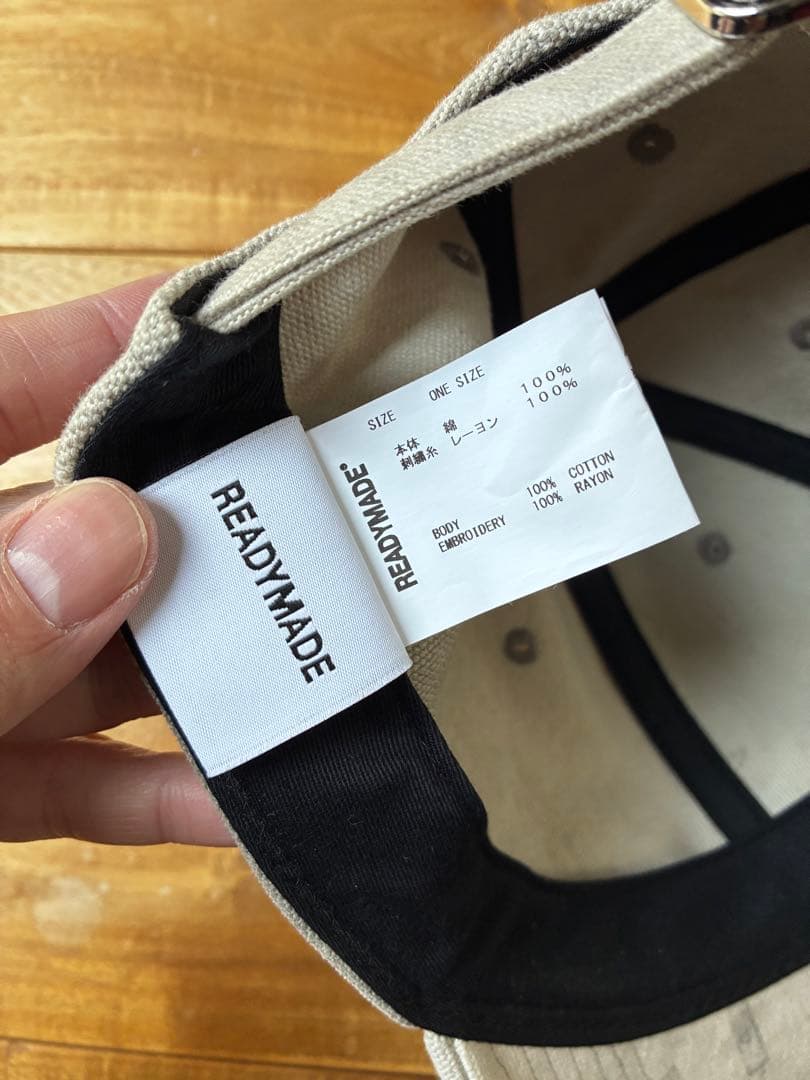 READYMADE
READYMADE®
SIZE ONE SIZE
本体 綿 100%
刺繍糸 レーヨン 100%
BODY 100% COTTON
EMBROIDERY 100% RAYON